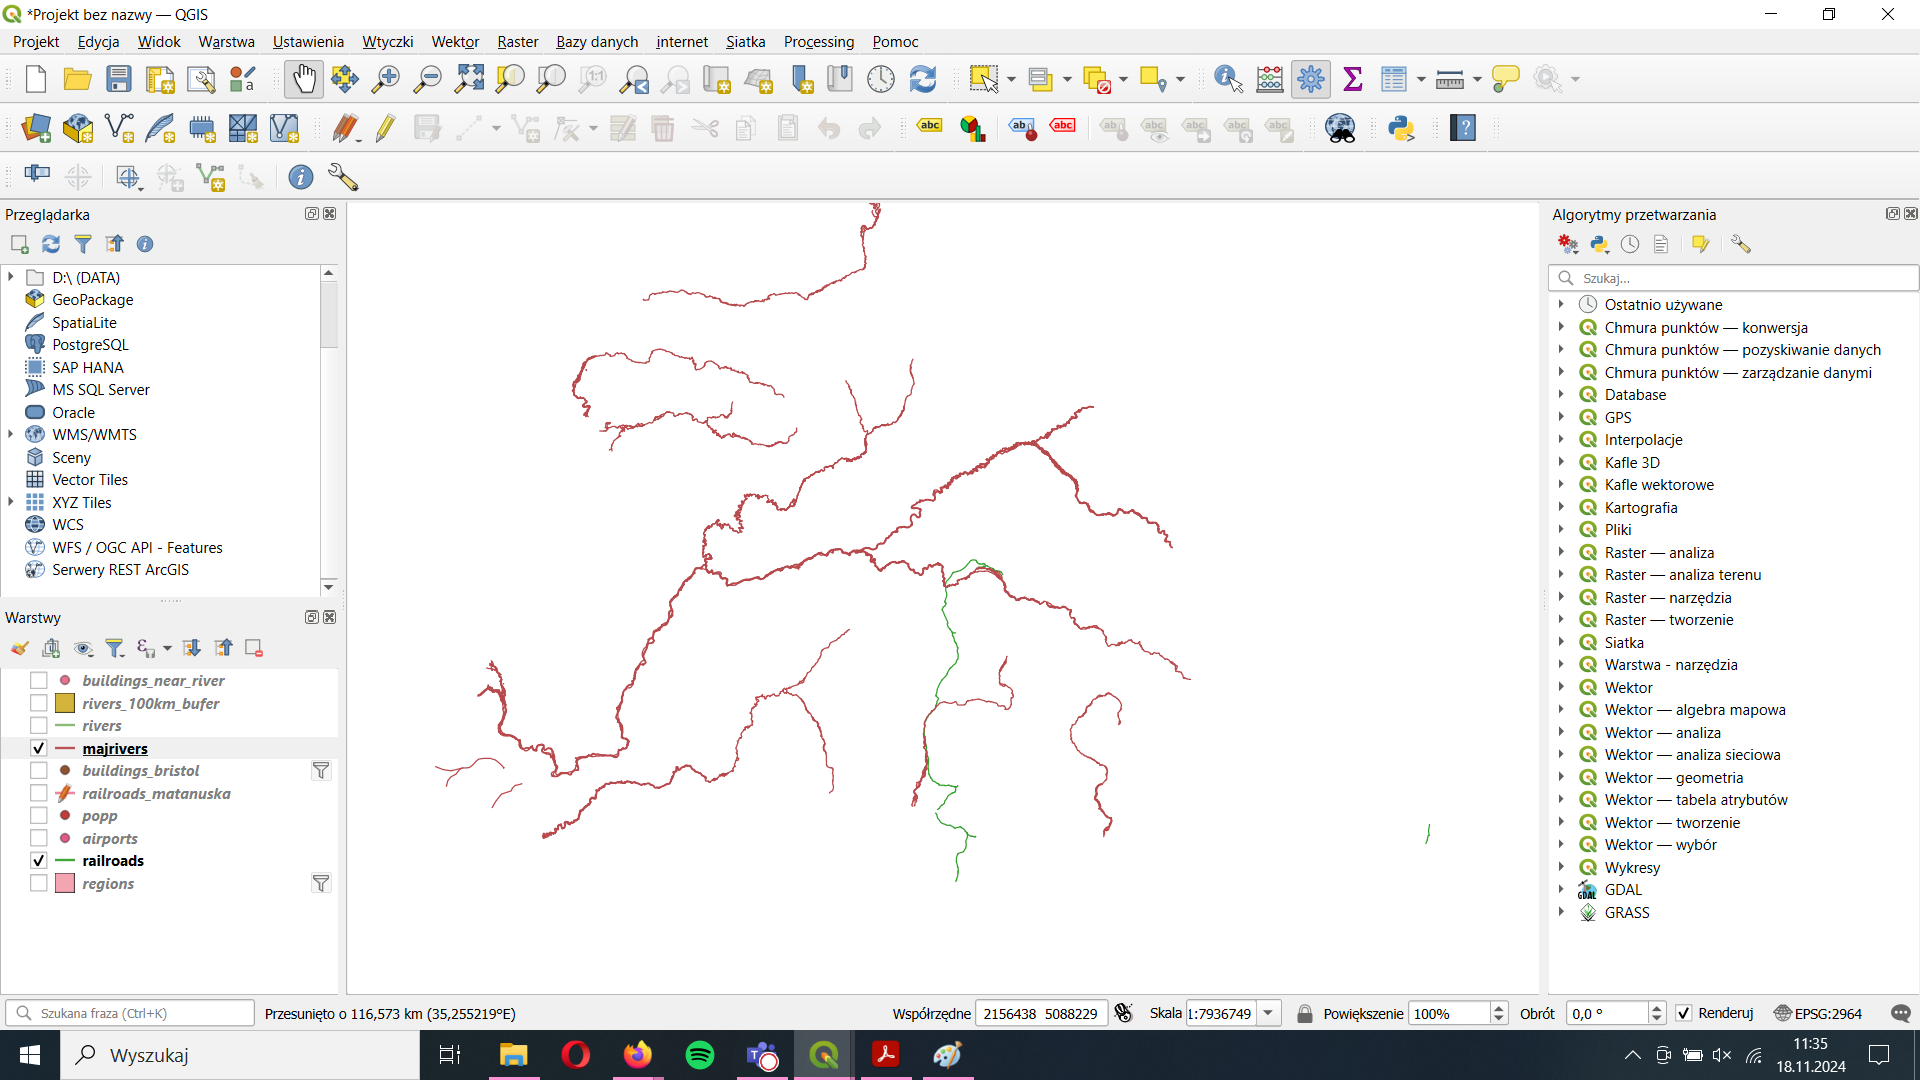 *Projekt bez nazwy — QGIS
Projekt Edycja Widok Warstwa Ustawienia Wtyczki Wektor Raster Bazy danych internet Siatka Processing Pomoc
Przeglądarka
D:\ (DATA)
GeoPackage
SpatiaLite
PostgreSQL
SAP HANA
MS SQL Server
Oracle
WMS/WMTS
Sceny
Vector Tiles
XYZ Tiles
WCS
WFS / OGC API - Features
Serwery REST ArcGIS
Warstwy
buildings_near_river
rivers_100km_bufer
rivers
majrivers
buildings_bristol
railroads_matanuska
popp
airports
railroads
regions
Algorytmy przetwarzania
Szukaj...
Ostatnio używane
Chmura punktów — konwersja
Chmura punktów — pozyskiwanie danych
Chmura punktów — zarządzanie danymi
Database
GPS
Interpolacje
Kafle 3D
Kafle wektorowe
Kartografia
Pliki
Raster — analiza
Raster — analiza terenu
Raster — narzędzia
Raster — tworzenie
Siatka
Warstwa - narzędzia
Wektor
Wektor — algebra mapowa
Wektor — analiza
Wektor — analiza sieciowa
Wektor — geometria
Wektor — tabela atrybutów
Wektor — tworzenie
Wektor — wybór
Wykresy
GDAL
GRASS
Szukana fraza (Ctrl+K) Przesunięto o 116,573 km (35,255219°E) Współrzędne 2156438 5088229 Skala 1:7936749 Powiększenie 100% Obrót 0,0 ° Renderuj EPSG:2964
Wyszukaj
11:35
18.11.2024